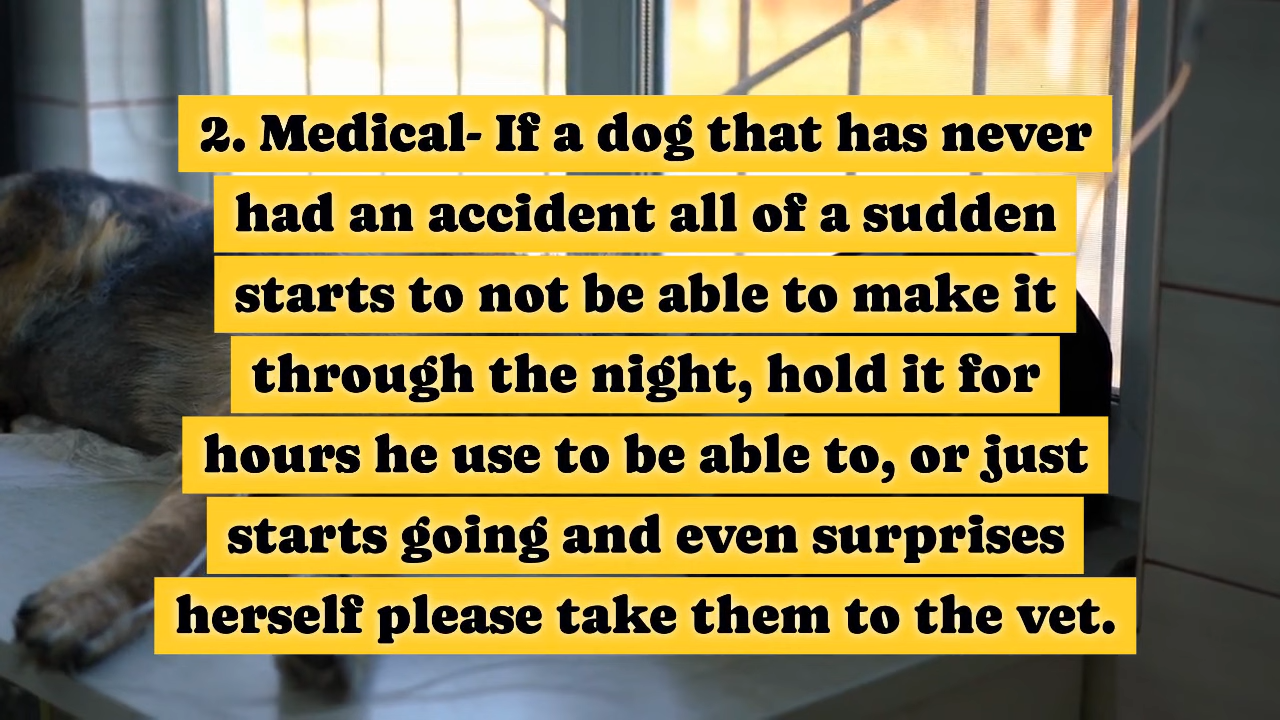 2. Medical- If a dog that has never
had an accident all of a sudden
starts to not be able to make it
through the night, hold it for
hours he use to be able to, or just
starts going and even surprises
herself please take them to the vet.